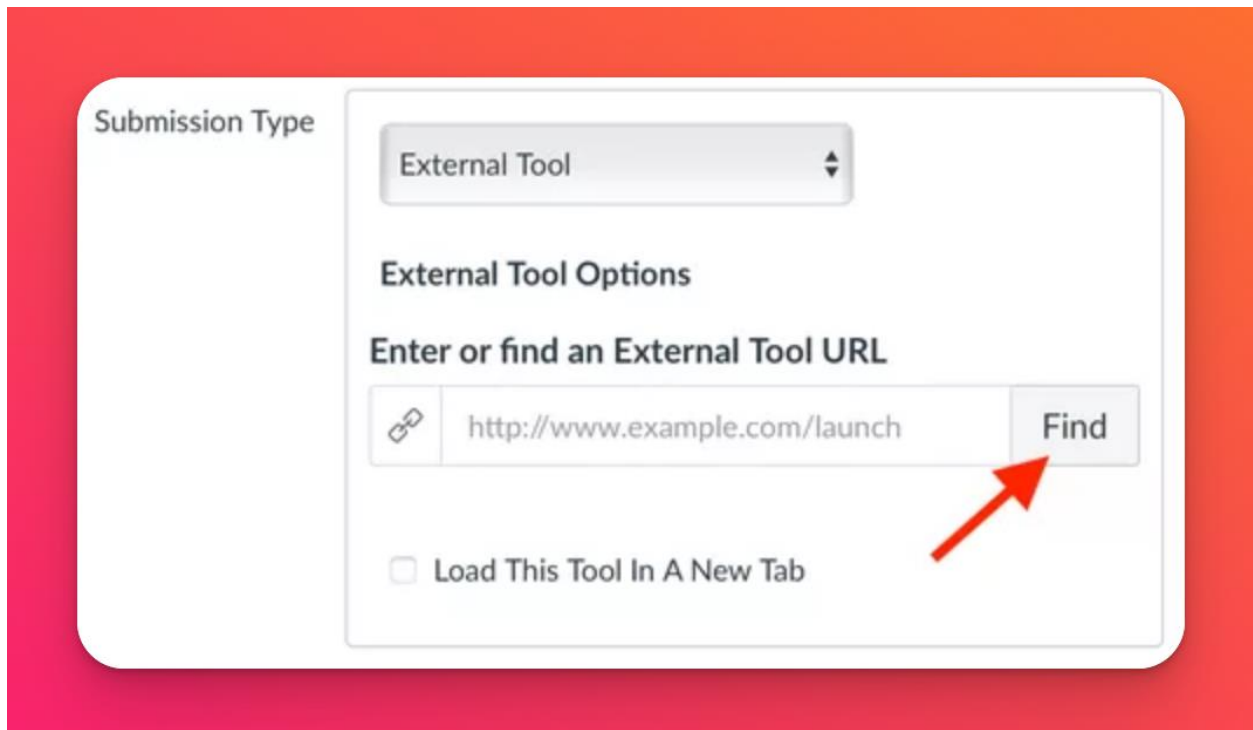 Submission Type
External Tool
External Tool Options
Enter or find an External Tool URL
http://www.example.com/launch
Find
Load This Tool In A New Tab